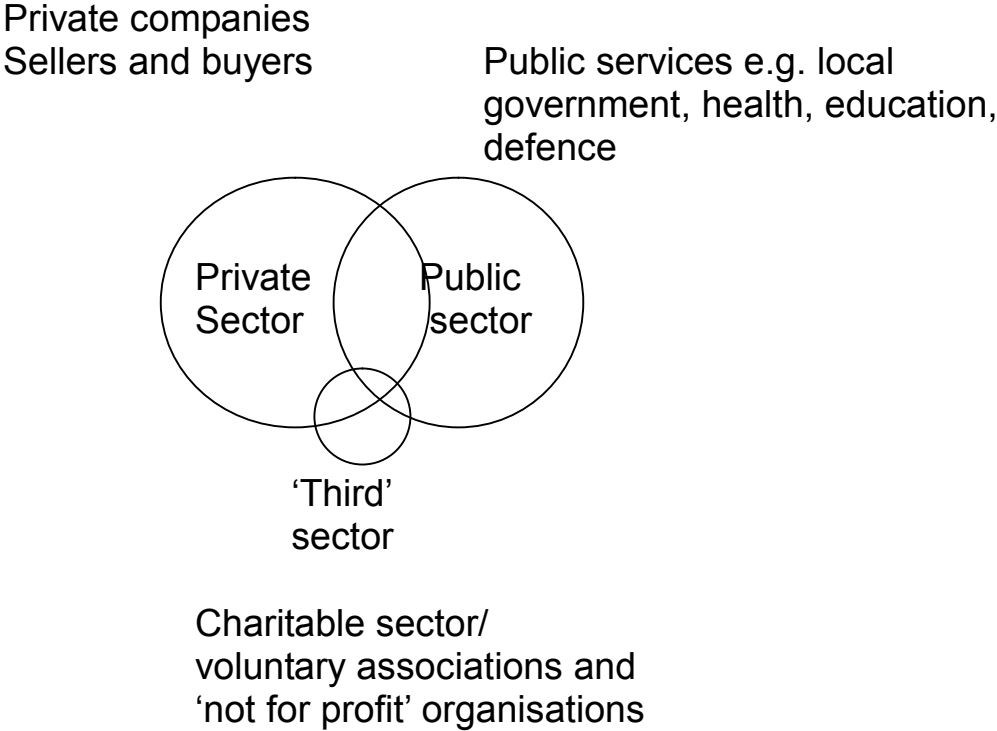 Private companies
Sellers and buyers
Public services e.g. local
government, health, education,
defence
Private
Sector
Public
sector
‘Third’
sector
Charitable sector/
voluntary associations and
‘not for profit’ organisations